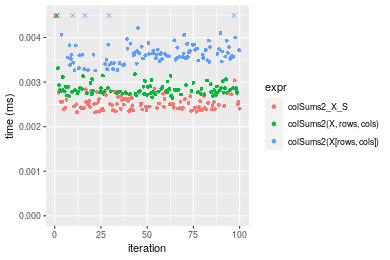 0.004
0.003
0.002
0.001
0.000
time (ms)
0
25
50
75
100
iteration
expr
colSums2_X_S
colSums2(X, rows, cols)
colSums2(X[rows, cols])